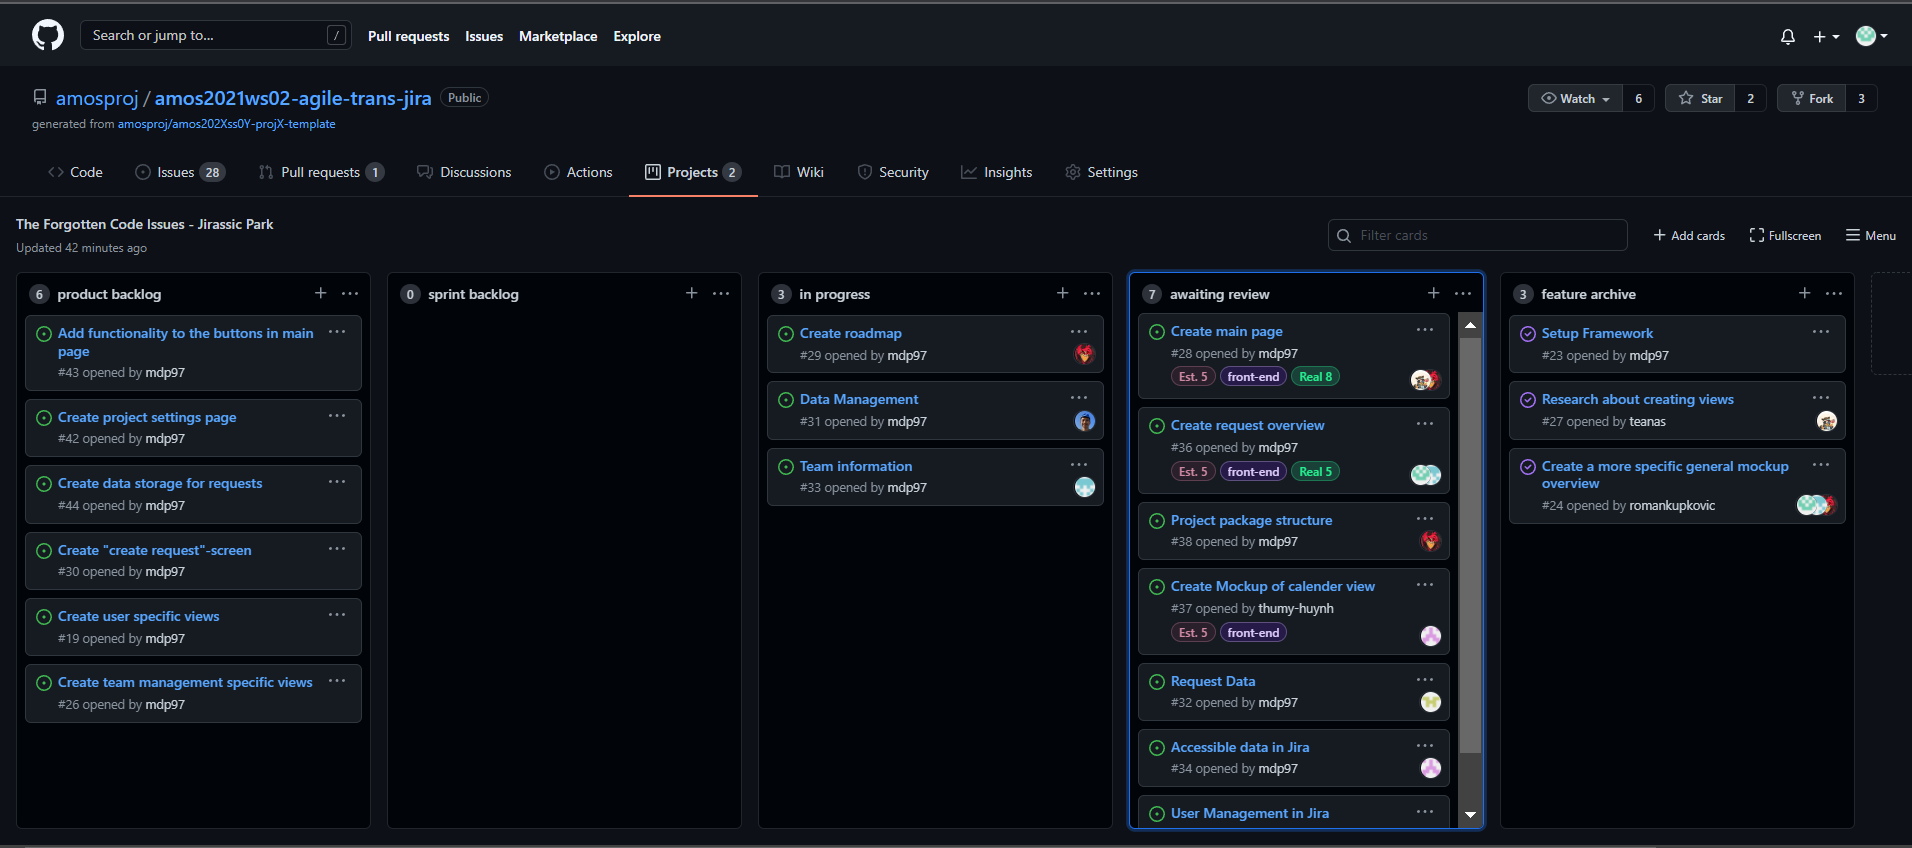 Search or jump to...
/
Pull requests
Issues
Marketplace
Explore
amosproj / amos2021ws02-agile-trans-jira
Public
generated from amosproj/amos202Xss0Y-projX-template
Watch
6
Star
2
Fork
3
Code
Issues 28
Pull requests 1
Discussions
Actions
Projects 2
Wiki
Security
Insights
Settings
The Forgotten Code Issues - Jirassic Park
Updated 42 minutes ago
Filter cards
Add cards
Fullscreen
Menu
6 product backlog
Add functionality to the buttons in main
page
#43 opened by mdp97
Create project settings page
#42 opened by mdp97
Create data storage for requests
#44 opened by mdp97
Create "create request"-screen
#30 opened by mdp97
Create user specific views
#19 opened by mdp97
Create team management specific views
#26 opened by mdp97
0 sprint backlog
3 in progress
Create roadmap
#29 opened by mdp97
Data Management
#31 opened by mdp97
Team information
#33 opened by mdp97
7 awaiting review
Create main page
#28 opened by mdp97
Est. 5 front-end Real 8
Create request overview
#36 opened by mdp97
Est. 5 front-end Real 5
Project package structure
#38 opened by mdp97
Create Mockup of calender view
#37 opened by thumy-huynh
Est. 5 front-end
Request Data
#32 opened by mdp97
Accessible data in Jira
#34 opened by mdp97
User Management in Jira
3 feature archive
Setup Framework
#23 opened by mdp97
Research about creating views
#27 opened by teanas
Create a more specific general mockup
overview
#24 opened by romankupkovic